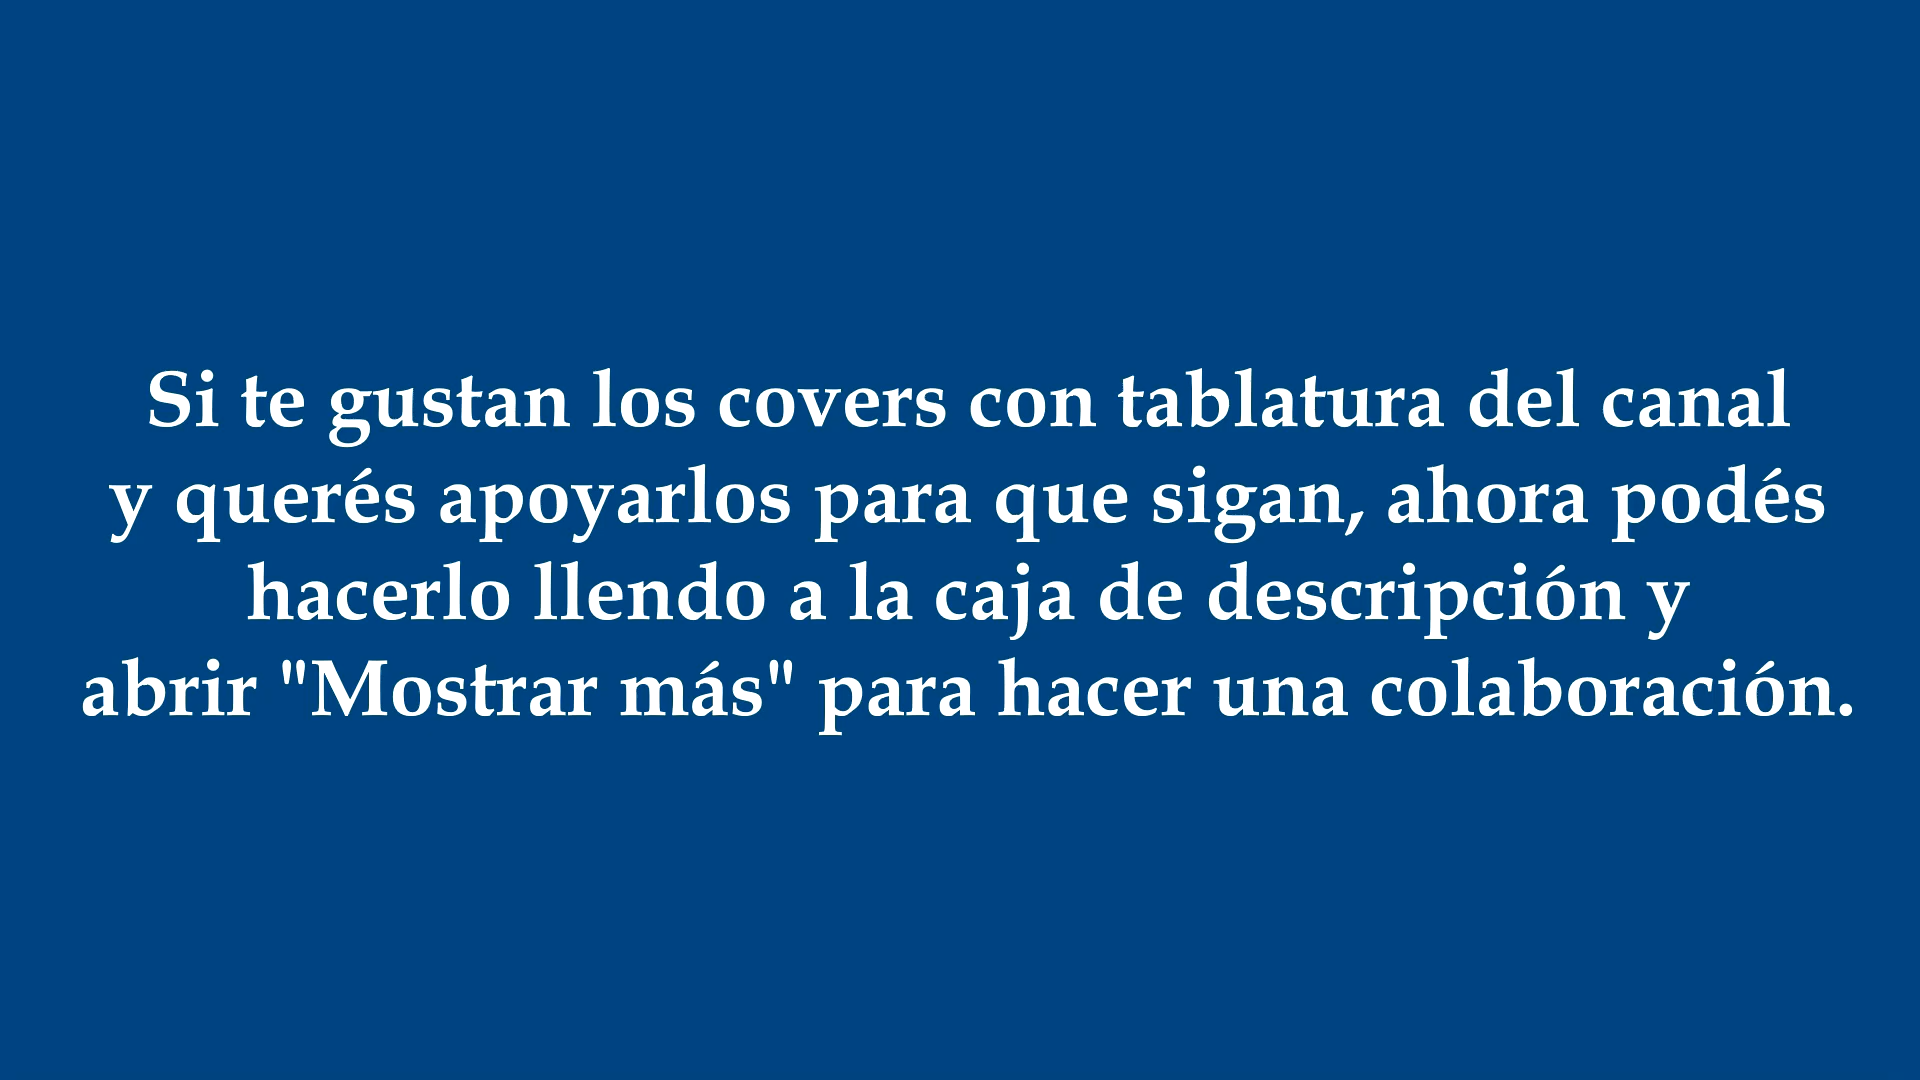 Si te gustan los covers con tablatura del canal
y querés apoyarlos para que sigan, ahora podés
hacerlo llendo a la caja de descripción y
abrir "Mostrar más" para hacer una colaboración.